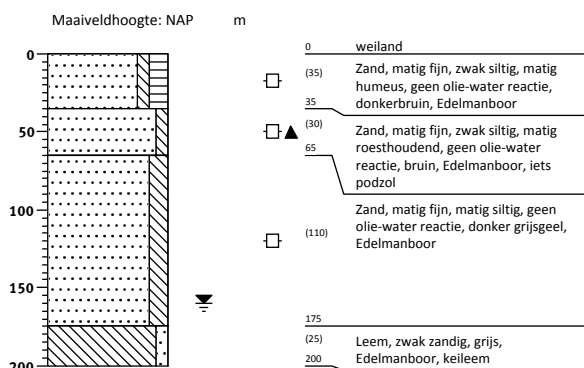 Maaiveldhoogte: NAP m
0
50
100
150
200
0 weiland
(35) Zand, matig fijn, zwak siltig, matig
humeus, geen olie-water reactie,
donkerbruin, Edelmanboor
35
(30) Zand, matig fijn, zwak siltig, matig
roesthoudend, geen olie-water
65 reactie, bruin, Edelmanboor, iets
podzol
Zand, matig fijn, matig siltig, geen
(110) olie-water reactie, donker grijsgeel,
Edelmanboor
175
(25) Leem, zwak zandig, grijs,
200 Edelmanboor, keileem